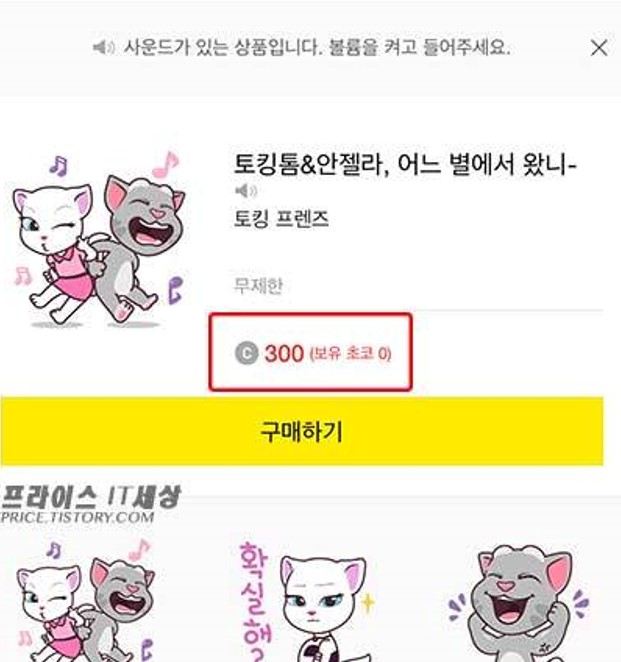 사운드가 있는 상품입니다. 볼륨을 켜고 들어주세요.
토킹톰&안젤라, 어느 별에서 왔니-
토킹 프렌즈
무제한
C 300 (보유 초코 0)
구매하기
프라이스 IT세상
PRICE.TISTORY.COM
확실해?